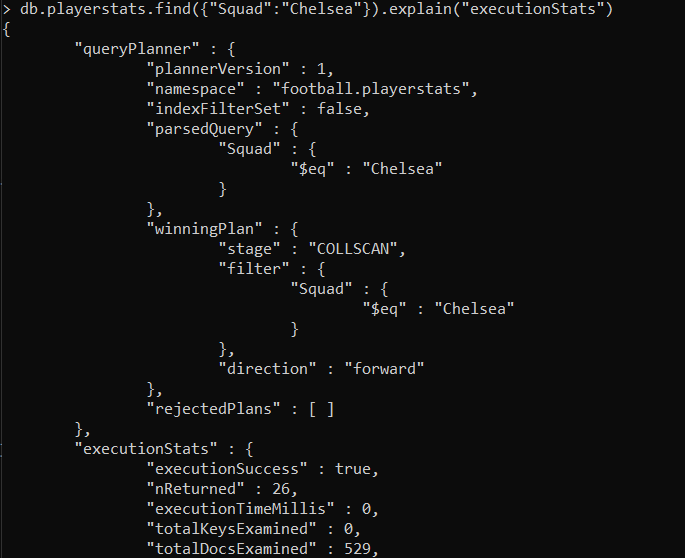 > db.playerstats.find({"Squad":"Chelsea"}).explain("executionStats")
{
        "queryPlanner" : {
                "plannerVersion" : 1,
                "namespace" : "football.playerstats",
                "indexFilterSet" : false,
                "parsedQuery" : {
                        "Squad" : {
                                "$eq" : "Chelsea"
                        }
                },
                "winningPlan" : {
                        "stage" : "COLLSCAN",
                        "filter" : {
                                "Squad" : {
                                        "$eq" : "Chelsea"
                                }
                        },
                        "direction" : "forward"
                },
                "rejectedPlans" : [ ]
        },
        "executionStats" : {
                "executionSuccess" : true,
                "nReturned" : 26,
                "executionTimeMillis" : 0,
                "totalKeysExamined" : 0,
                "totalDocsExamined" : 529,